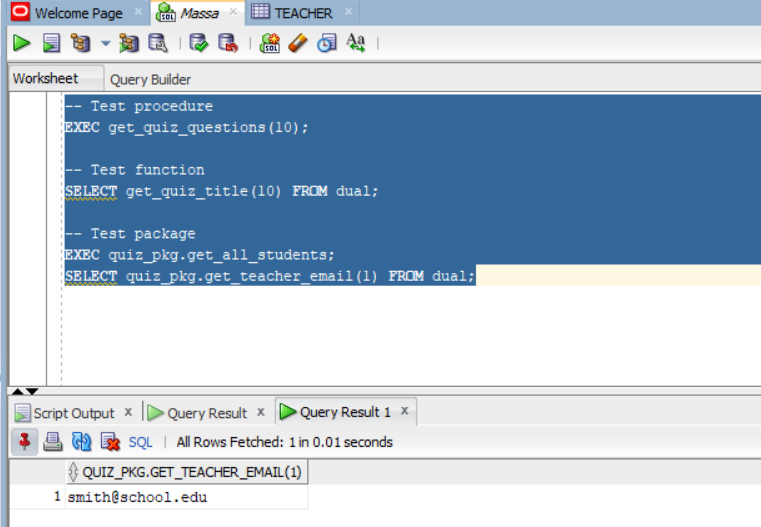 Welcome Page × Massa × TEACHER ×
Worksheet Query Builder
-- Test procedure
EXEC get_quiz_questions(10);
-- Test function
SELECT get_quiz_title(10) FROM dual;
-- Test package
EXEC quiz_pkg.get_all_students;
SELECT quiz_pkg.get_teacher_email(1) FROM dual;
Script Output × Query Result × Query Result 1 ×
SQL | All Rows Fetched: 1 in 0.01 seconds
QUIZ_PKG.GET_TEACHER_EMAIL(1)
1 smith@school.edu